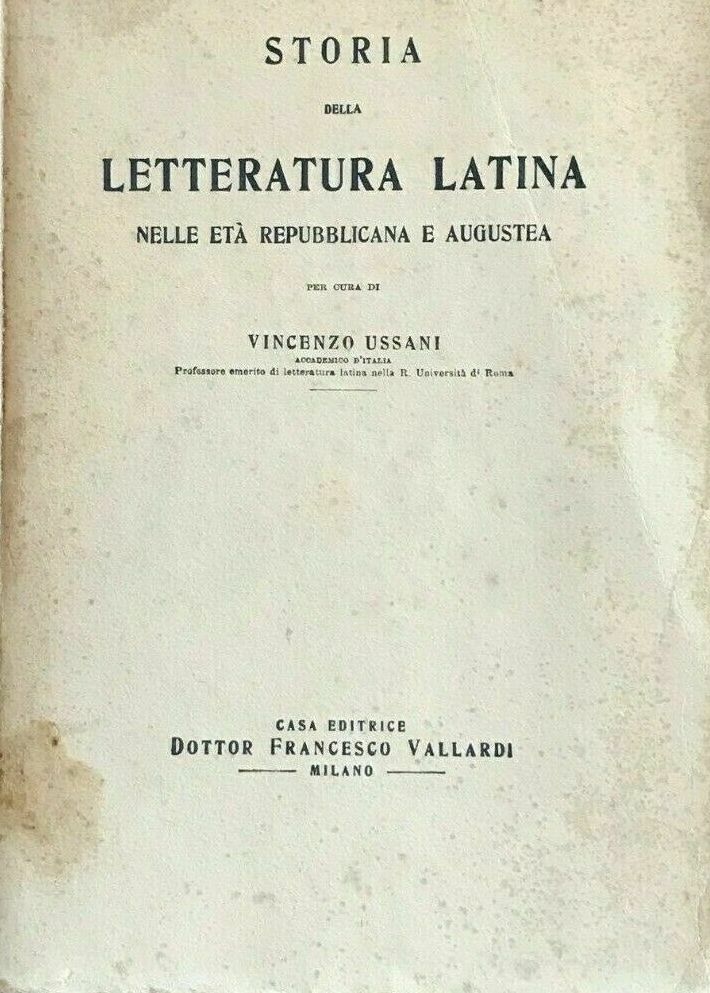 STORIA
DELLA
LETTERATURA LATINA
NELLE ETÀ REPUBBLICANA E AUGUSTEA
PER CURA DI
VINCENZO USSANI
ACCADEMICO D'ITALIA
Professore emerito di letteratura latina nella R. Università di Roma
CASA EDITRICE
DOTTOR FRANCESCO VALLARDI
MILANO